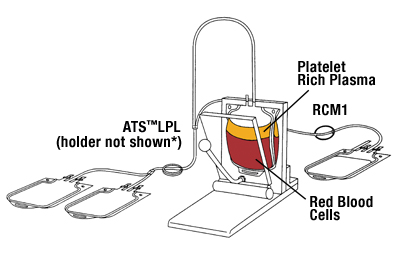 Platelet
Rich Plasma
RCM1
ATS™LPL
(holder not shown*)
Red Blood
Cells